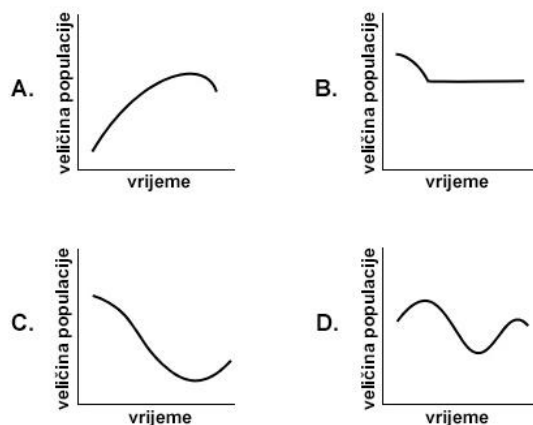 A.
veličina populacije
vrijeme
B.
veličina populacije
vrijeme
C.
veličina populacije
vrijeme
D.
veličina populacije
vrijeme